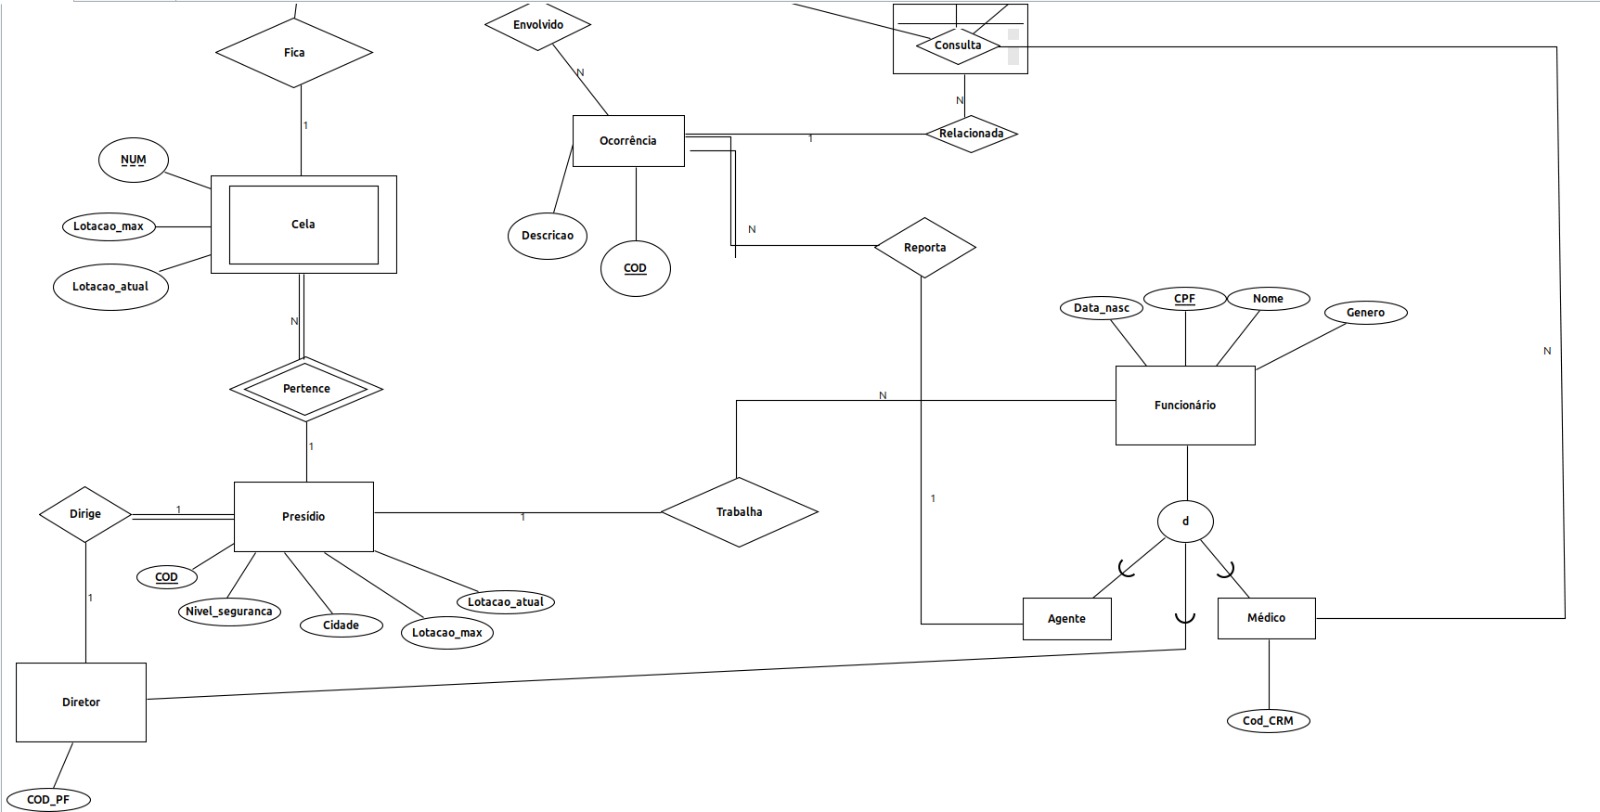 Envolvido
Fica
Consulta
N
N
1
Relacionada
1
Ocorrência
NUM
Cela
Lotacao_max
Descricao
N
Reporta
COD
Lotacao_atual
CPF
Nome
Data_nasc
Genero
N
N
Pertence
N
Funcionário
1
1
Dirige
1
Presídio
1
Trabalha
d
COD
Lotacao_atual
1
Nivel_seguranca
Cidade
Lotacao_max
Agente
Médico
Diretor
Cod_CRM
COD_PF